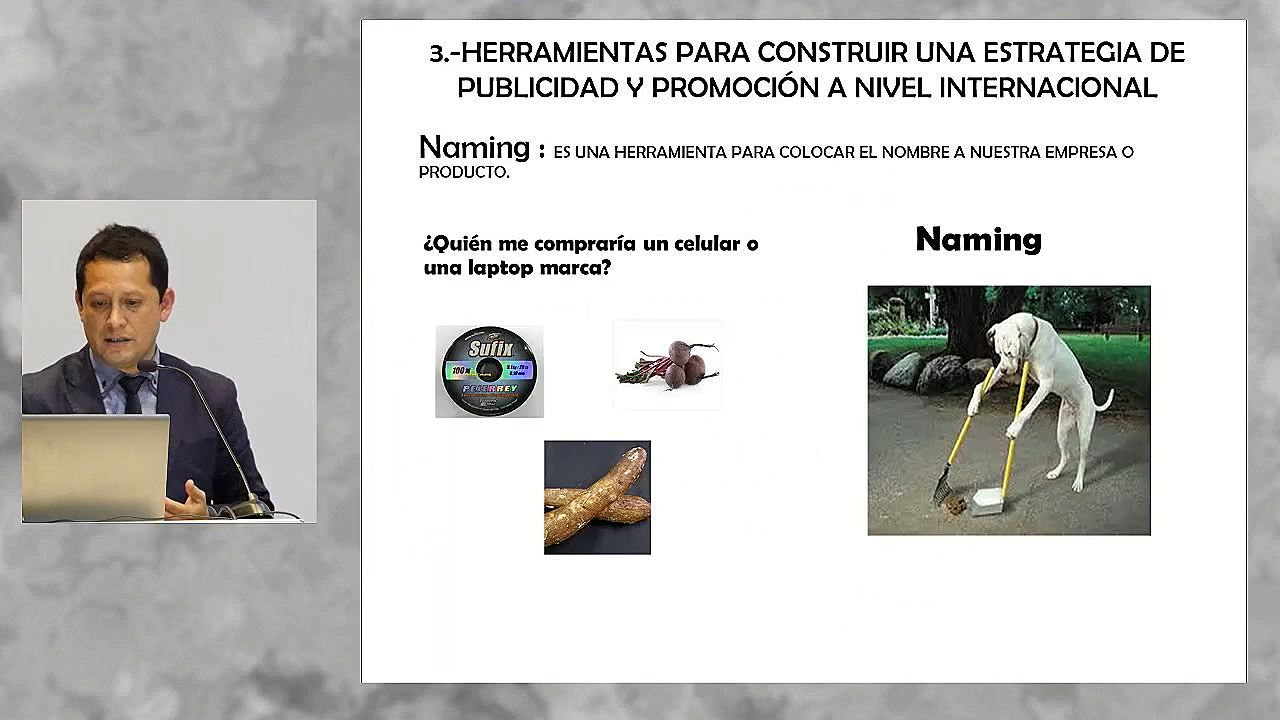 3.-HERRAMIENTAS PARA CONSTRUIR UNA ESTRATEGIA DE
PUBLICIDAD Y PROMOCIÓN A NIVEL INTERNACIONAL
Naming : ES UNA HERRAMIENTA PARA COLOCAR EL NOMBRE A NUESTRA EMPRESA O
PRODUCTO.
¿Quién me compraría un celular o
una laptop marca?
Naming
Sufix
100 M
PEJERREY